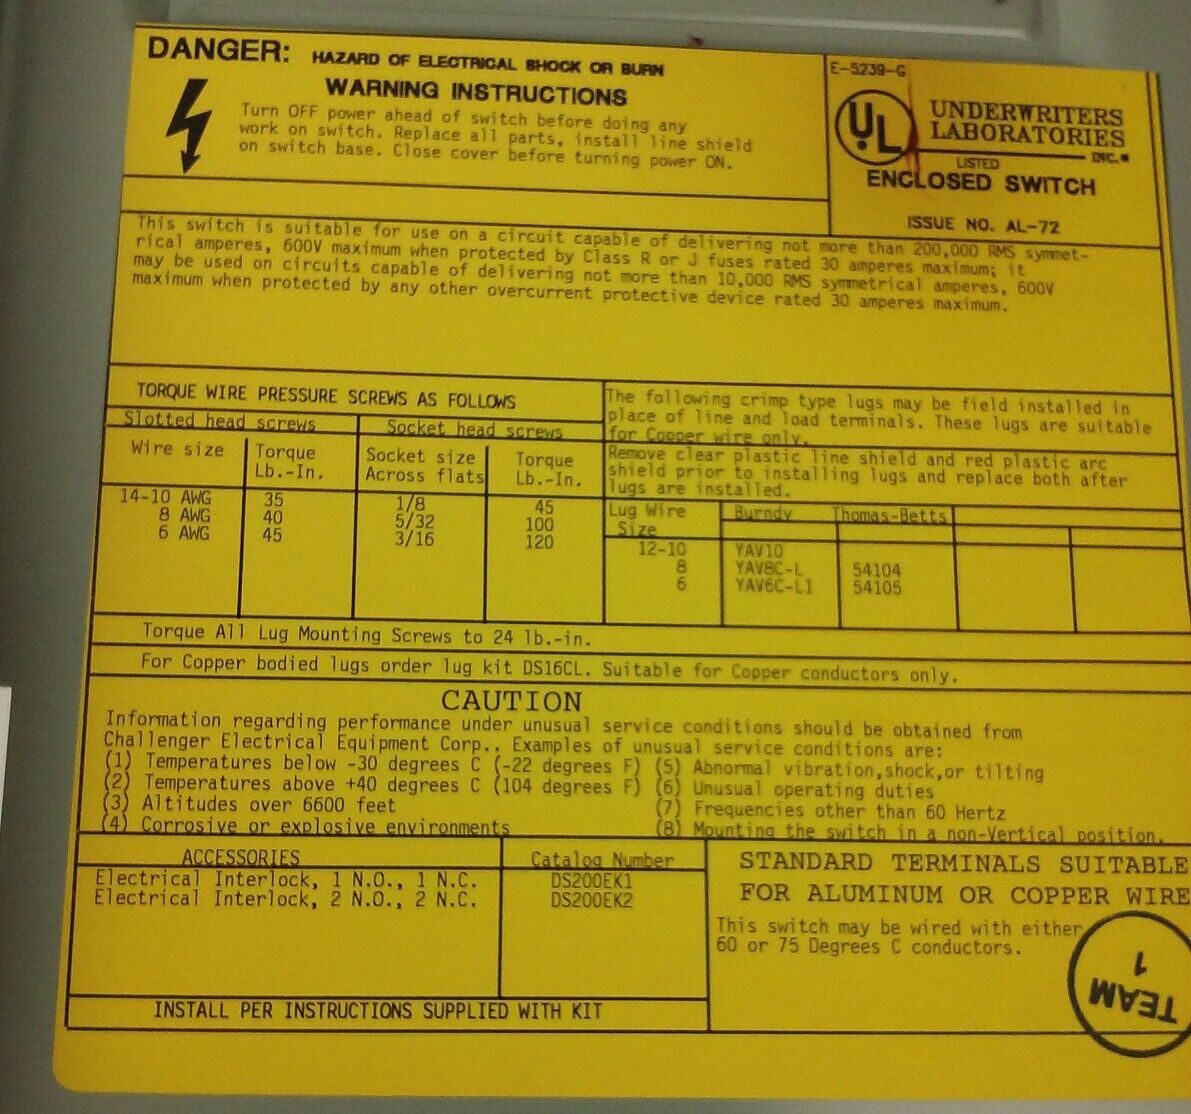 DANGER: HAZARD OF ELECTRICAL SHOCK OR BURN
WARNING INSTRUCTIONS
Turn OFF power ahead of switch before doing any
work on switch. Replace all parts, install line shield
on switch base. Close cover before turning power ON.
E-5239-G
UL
UNDERWRITERS
LABORATORIES
INC.®
LISTED
ENCLOSED SWITCH
ISSUE NO. AL-72
This switch is suitable for use on a circuit capable of delivering not more than 200,000 RMS symmet-
rical amperes, 600V maximum when protected by Class R or J fuses rated 30 amperes maximum; it
may be used on circuits capable of delivering not more than 10,000 RMS symmetrical amperes, 600V
maximum when protected by any other overcurrent protective device rated 30 amperes maximum.
TORQUE WIRE PRESSURE SCREWS AS FOLLOWS
Slotted head screws Socket head screws
Wire size Torque Lb.-In. Socket size Across flats Torque Lb.-In.
14-10 AWG 35 1/8 45
8 AWG 40 5/32 100
6 AWG 45 3/16 120
The following crimp type lugs may be field installed in
place of line and load terminals. These lugs are suitable
for Copper wire only.
Remove clear plastic line shield and red plastic arc
shield prior to installing lugs and replace both after
lugs are installed.
Lug Wire Size Burndy Thomas-Betts
12-10 YAV10
8 YAV8C-L 54104
6 YAV6C-L1 54105
Torque All Lug Mounting Screws to 24 lb.-in.
For Copper bodied lugs order lug kit DS16CL. Suitable for Copper conductors only.
CAUTION
Information regarding performance under unusual service conditions should be obtained from
Challenger Electrical Equipment Corp.. Examples of unusual service conditions are:
(1) Temperatures below -30 degrees C (-22 degrees F) (5) Abnormal vibration,shock,or tilting
(2) Temperatures above +40 degrees C (104 degrees F) (6) Unusual operating duties
(3) Altitudes over 6600 feet (7) Frequencies other than 60 Hertz
(4) Corrosive or explosive environments (8) Mounting the switch in a non-Vertical position.
ACCESSORIES Catalog Number
Electrical Interlock, 1 N.O., 1 N.C. DS200EK1
Electrical Interlock, 2 N.O., 2 N.C. DS200EK2
INSTALL PER INSTRUCTIONS SUPPLIED WITH KIT
STANDARD TERMINALS SUITABLE
FOR ALUMINUM OR COPPER WIRE
This switch may be wired with either
60 or 75 Degrees C conductors.
TEAM
1